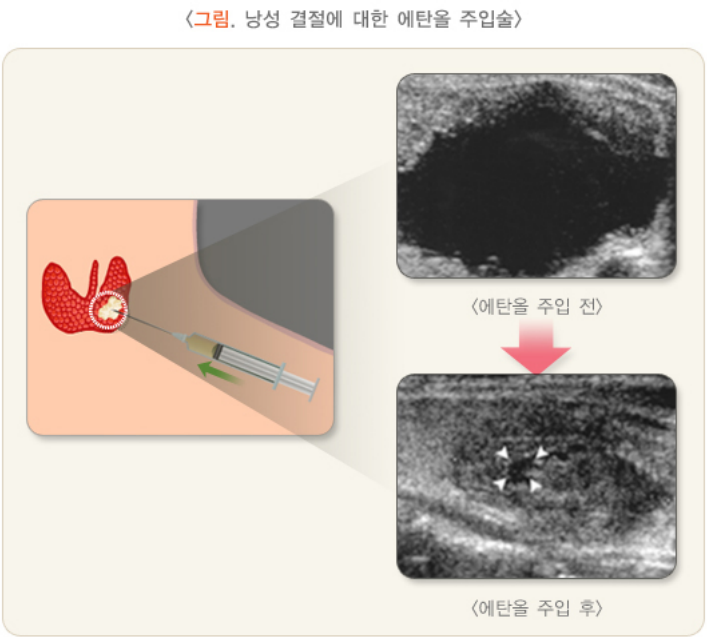 <그림. 낭성 결절에 대한 에탄올 주입술>
<에탄올 주입 전>
<에탄올 주입 후>